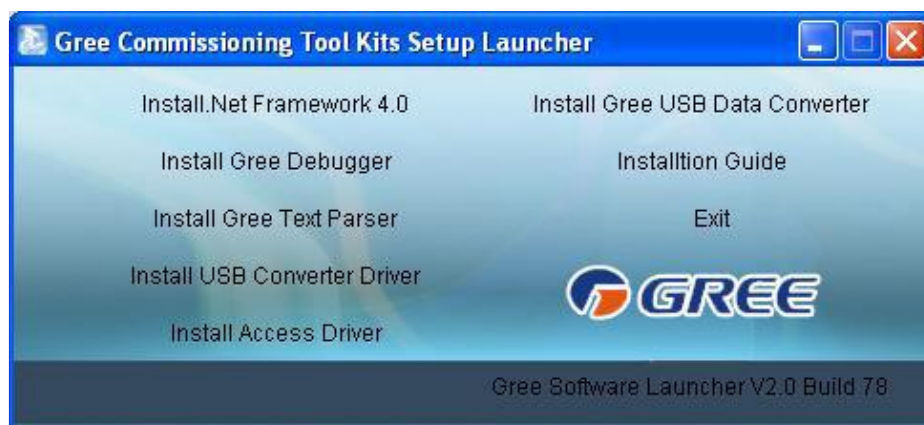 Gree Commissioning Tool Kits Setup Launcher
Install.Net Framework 4.0
Install Gree USB Data Converter
Install Gree Debugger
Installtion Guide
Install Gree Text Parser
Exit
Install USB Converter Driver
GREE
Install Access Driver
Gree Software Launcher V2.0 Build 78